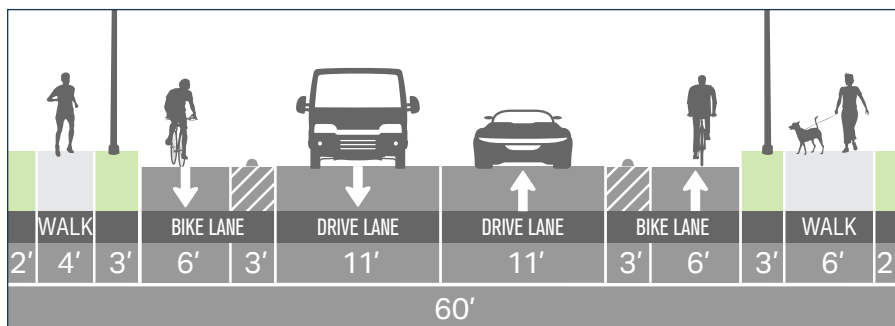 WALK BIKE LANE DRIVE LANE DRIVE LANE BIKE LANE WALK
2' 4' 3' 6' 3' 11' 11' 3' 6' 3' 6' 2
60'